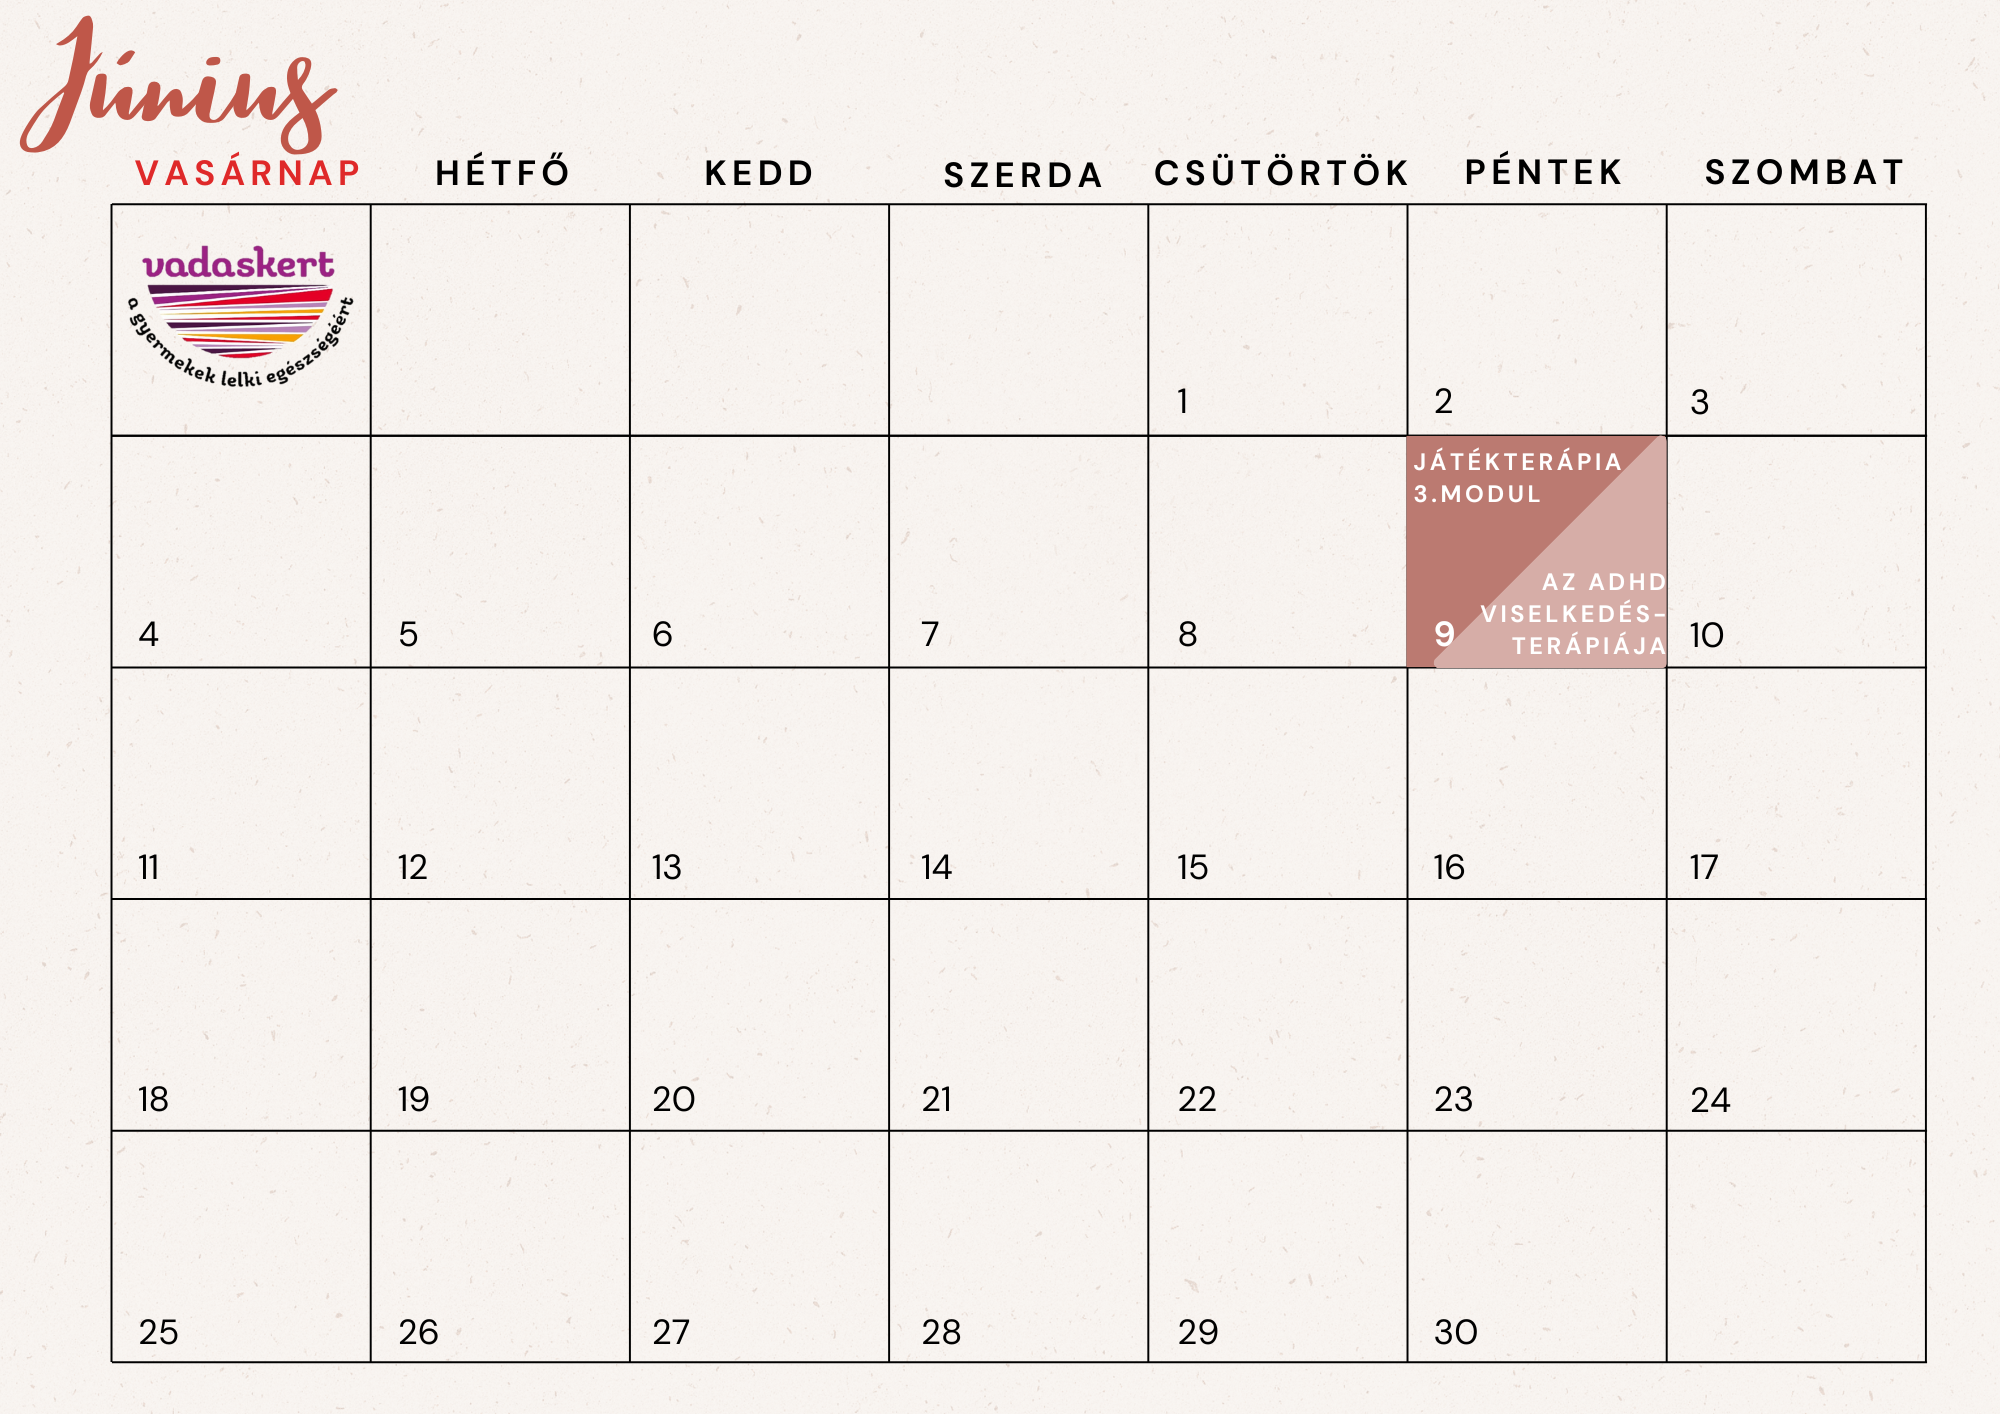 Június
VASÁRNAP HÉTFŐ KEDD SZERDA CSÜTÖRTÖK PÉNTEK SZOMBAT
vadaskert
a gyermekek lelki egészségéért
1 2 3
JÁTÉKTERÁPIA
3.MODUL
AZ ADHD
VISELKEDÉS-
TERÁPIÁJA
4 5 6 7 8 9 10
11 12 13 14 15 16 17
18 19 20 21 22 23 24
25 26 27 28 29 30